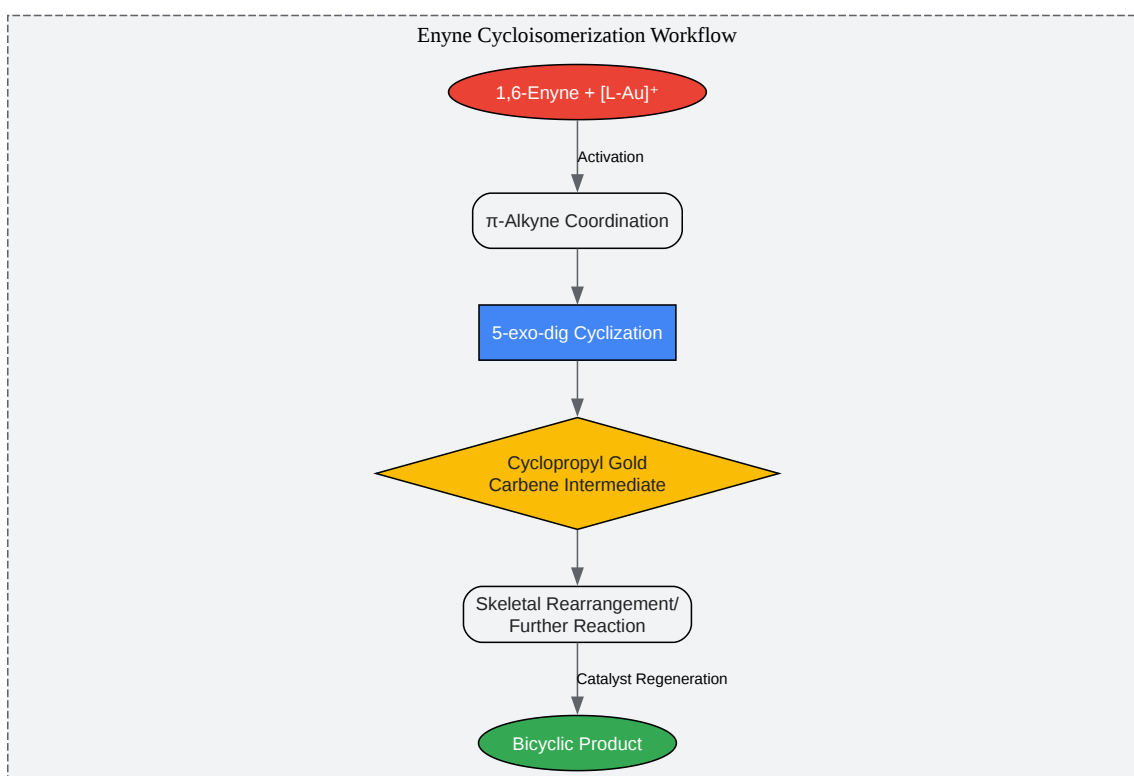 Enyne Cycloisomerization Workflow
1,6-Enyne + [L-Au]⁺
Activation
π-Alkyne Coordination
5-exo-dig Cyclization
Cyclopropyl Gold
Carbene Intermediate
Skeletal Rearrangement/
Further Reaction
Catalyst Regeneration
Bicyclic Product